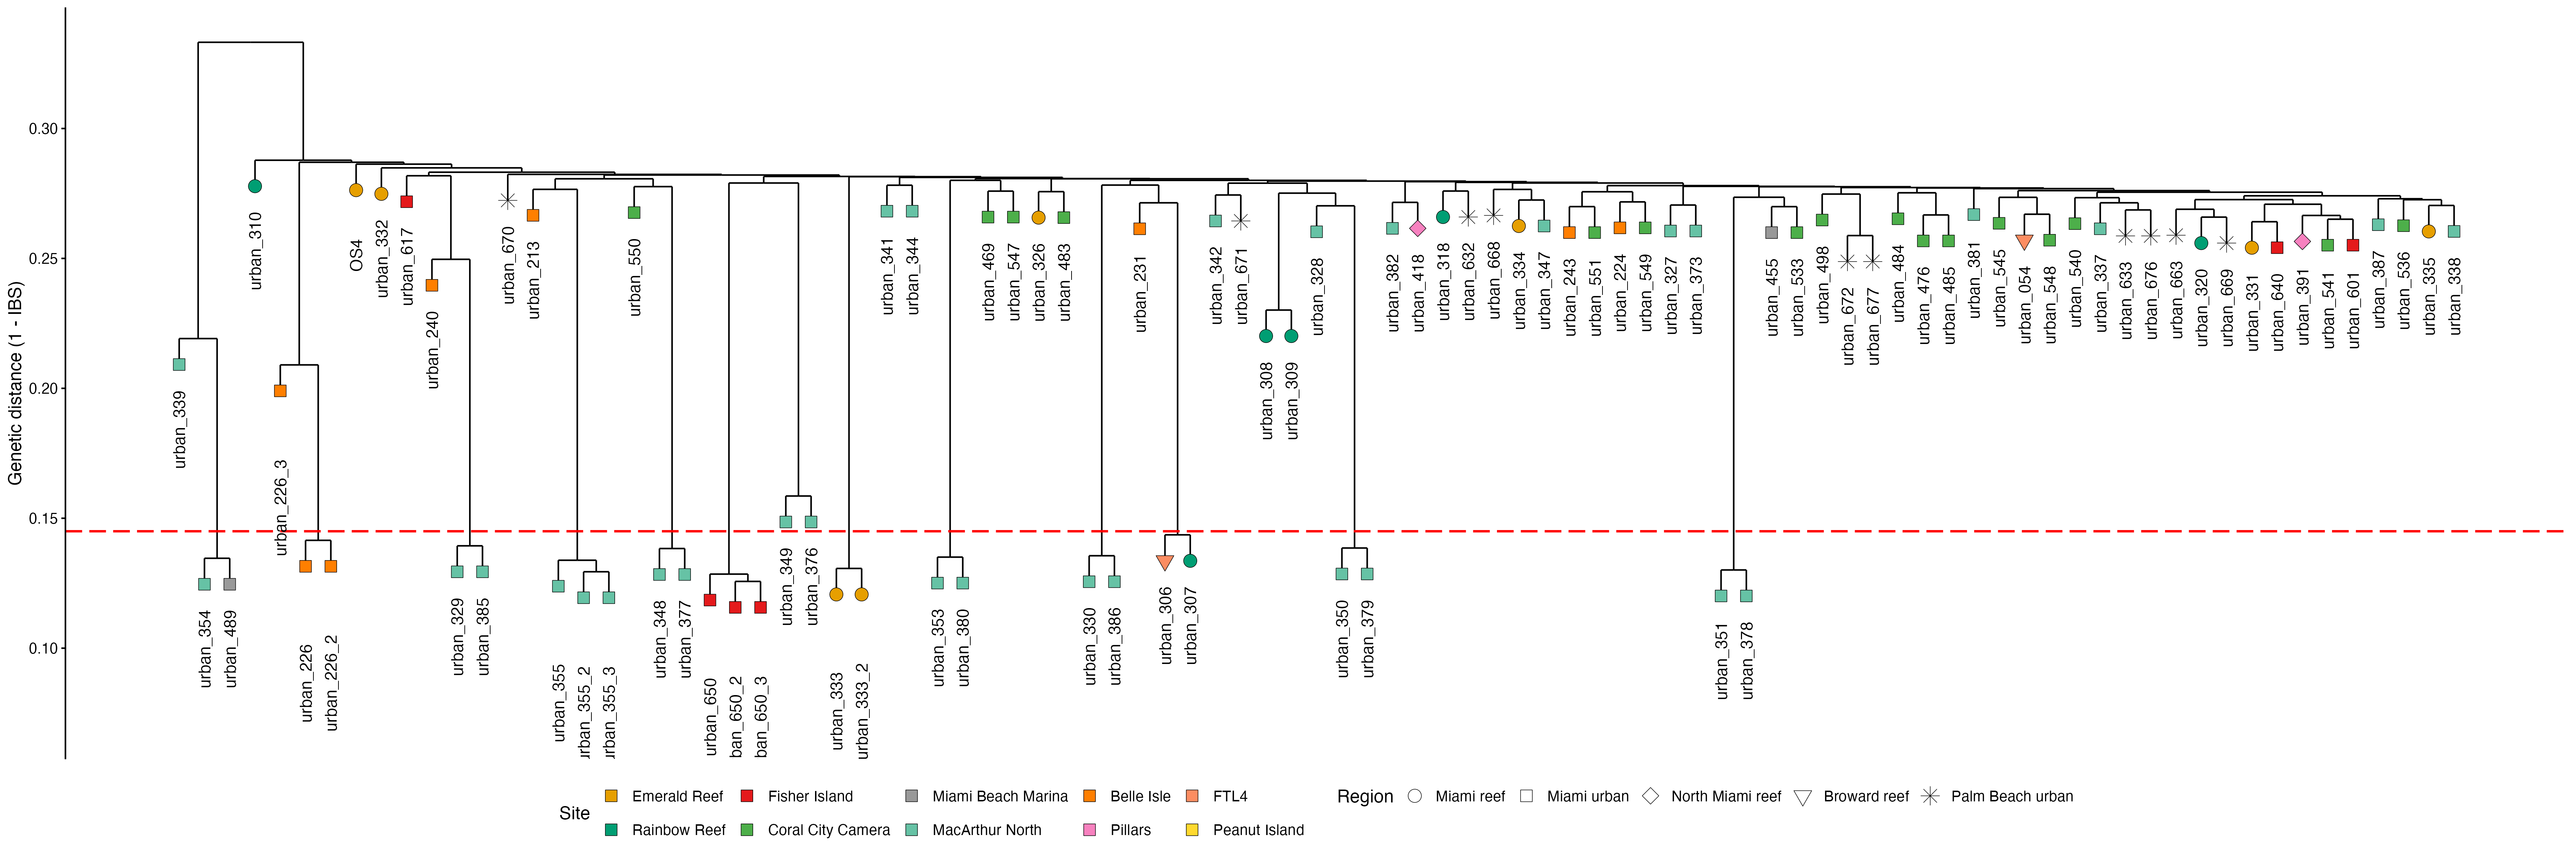 Genetic distance (1 - IBS)
0.30
0.25
0.20
0.15
0.10
urban_339
urban_354
urban_489
urban_310
urban_226_3
urban_226
urban_226_2
OS4
urban_332
urban_617
urban_240
urban_329
urban_385
urban_670
urban_213
urban_355
urban_355_2
urban_355_3
urban_550
urban_348
urban_377
urban_650
ban_650_2
ban_650_3
urban_349
urban_376
urban_333
urban_333_2
urban_341
urban_344
urban_353
urban_380
urban_469
urban_547
urban_326
urban_483
urban_330
urban_386
urban_231
urban_306
urban_307
urban_342
urban_671
urban_308
urban_309
urban_328
urban_350
urban_379
urban_382
urban_418
urban_318
urban_632
urban_668
urban_334
urban_347
urban_243
urban_551
urban_224
urban_549
urban_327
urban_373
urban_351
urban_378
urban_455
urban_533
urban_498
urban_672
urban_677
urban_484
urban_476
urban_485
urban_381
urban_545
urban_054
urban_548
urban_540
urban_337
urban_633
urban_676
urban_663
urban_320
urban_669
urban_331
urban_640
urban_391
urban_541
urban_601
urban_387
urban_536
urban_335
urban_338
Site
Emerald Reef Fisher Island Miami Beach Marina Belle Isle FTL4
Rainbow Reef Coral City Camera MacArthur North Pillars Peanut Island
Region Miami reef Miami urban North Miami reef Broward reef Palm Beach urban